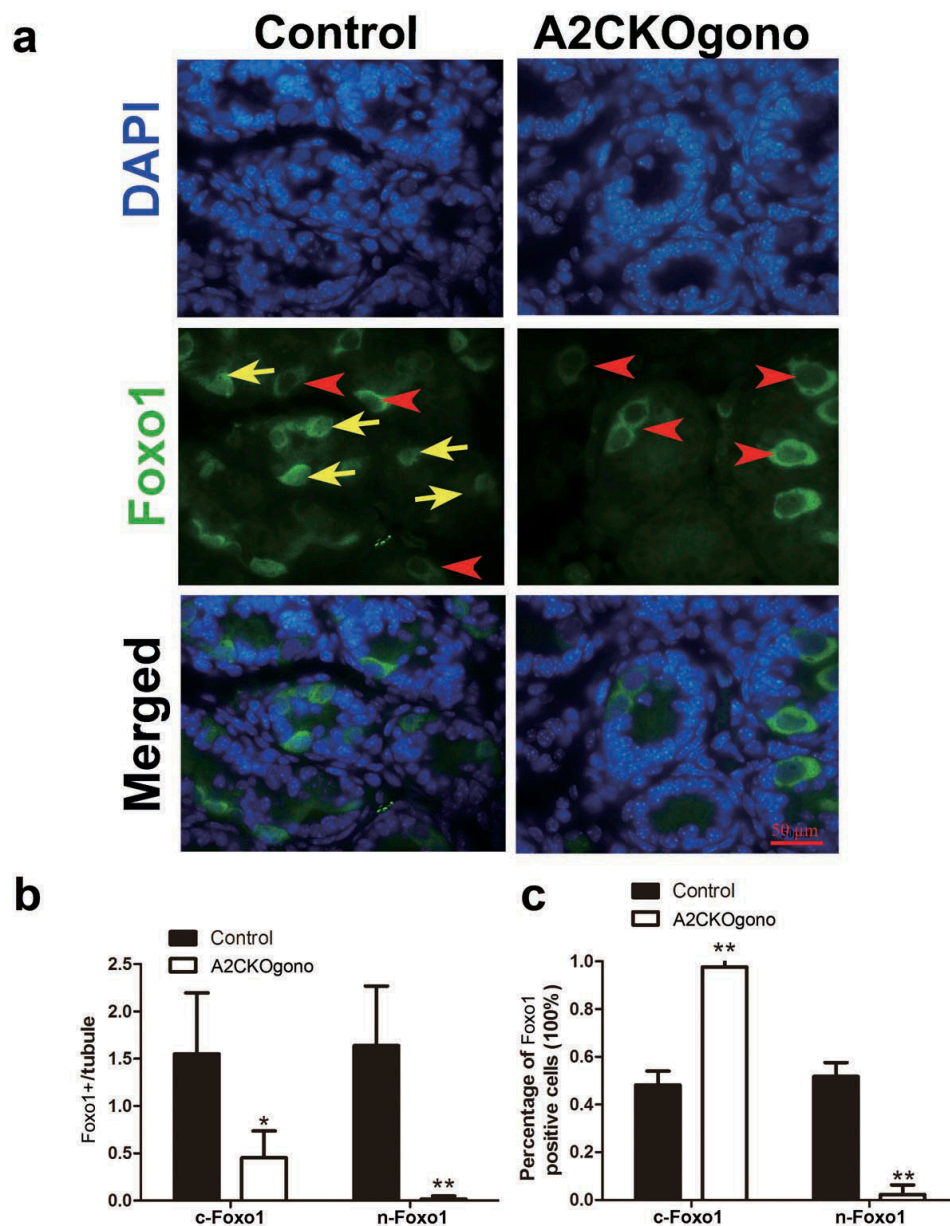 a
Control
A2CKOgono
DAPI
Foxo1
Merged
50 μm
b
Control
A2CKOgono
Foxo1+/tubule
2.5
2.0
1.5
1.0
0.5
0.0
*
**
c-Foxo1
n-Foxo1
c
Control
A2CKOgono
Percentage of Foxo1
positive cells (100%)
1.0
0.8
0.6
0.4
0.2
0.0
**
**
c-Foxo1
n-Foxo1